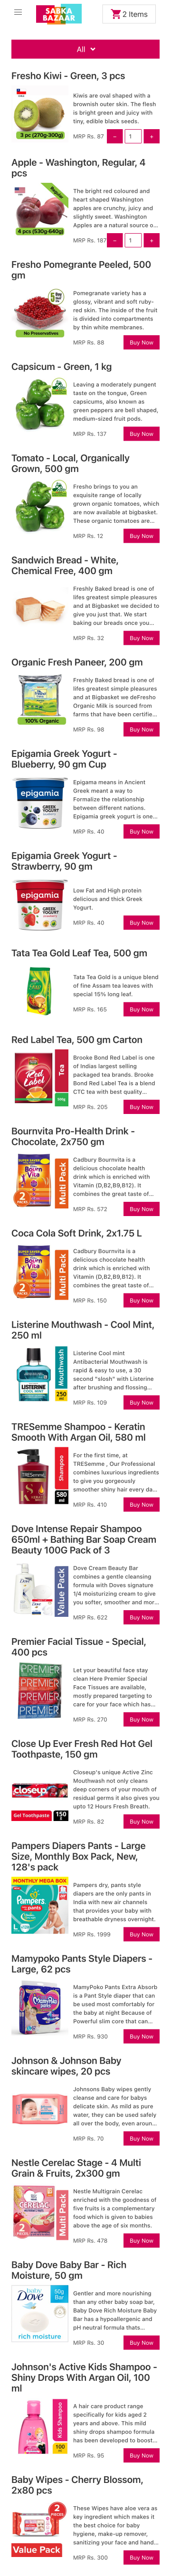 SABKA
BAZAAR
2 Items
All
Fresho Kiwi - Green, 3 pcs
Kiwis are oval shaped with a
brownish outer skin. The flesh
is bright green and juicy with
tiny, edible black seeds.
3 pc (270g-300g)
MRP Rs. 87
-
1
+
Apple - Washington, Regular, 4
pcs
The bright red coloured and
heart shaped Washington
apples are crunchy, juicy and
slightly sweet. Washington
Apples are a natural source o...
4 pcs (530g-640g)
MRP Rs. 187
-
1
+
Fresho Pomegrante Peeled, 500
gm
Pomegranate variety has a
glossy, vibrant and soft ruby-
red skin. The inside of the fruit
is divided into compartments
by thin white membranes.
No Preservatives
MRP Rs. 88
Buy Now
Capsicum - Green, 1 kg
Leaving a moderately pungent
taste on the tongue, Green
capsicums, also known as
green peppers are bell shaped,
medium-sized fruit pods.
MRP Rs. 137
Buy Now
Tomato - Local, Organically
Grown, 500 gm
Fresho brings to you an
exquisite range of locally
grown organic tomatoes, which
are now available at bigbasket.
These organic tomatoes are...
MRP Rs. 12
Buy Now
Sandwich Bread - White,
Chemical Free, 400 gm
Freshly Baked bread is one of
lifes greatest simple pleasures
and at Bigbasket we decided to
give you just that. We start
baking our breads once you...
MRP Rs. 32
Buy Now
Organic Fresh Paneer, 200 gm
Freshly Baked bread is one of
lifes greatest simple pleasures
and at Bigbasket we deFresho
Organic Milk is sourced from
farms that have been certifie...
100% Organic
MRP Rs. 98
Buy Now
Epigamia Greek Yogurt -
Blueberry, 90 gm Cup
Epigama means in Ancient
Greek meant a way to
Formalize the relationship
between different nations.
Epigamia greek yogurt is one...
epigamia
GREEK
YOGURT
MRP Rs. 40
Buy Now
Epigamia Greek Yogurt -
Strawberry, 90 gm
Low Fat and High protein
delicious and thick Greek
Yogurt.
epigamia
GREEK
YOGURT
MRP Rs. 40
Buy Now
Tata Tea Gold Leaf Tea, 500 gm
Tata Tea Gold is a unique blend
of fine Assam tea leaves with
special 15% long leaf.
MRP Rs. 165
Buy Now
Red Label Tea, 500 gm Carton
Brooke Bond Red Label is one
of Indias largest selling
packaged tea brands. Brooke
Bond Red Label Tea is a blend
CTC tea with best quality...
Red
Label
Tea
MRP Rs. 205
Buy Now
Bournvita Pro-Health Drink -
Chocolate, 2x750 gm
Cadbury Bournvita is a
delicious chocolate health
drink which is enriched with
Vitamin (D,B2,B9,B12). It
combines the great taste of...
Bourn
Vita
2
Multi Pack
MRP Rs. 572
Buy Now
Coca Cola Soft Drink, 2x1.75 L
Cadbury Bournvita is a
delicious chocolate health
drink which is enriched with
Vitamin (D,B2,B9,B12). It
combines the great taste of...
Bourn
Vita
2
Multi Pack
MRP Rs. 150
Buy Now
Listerine Mouthwash - Cool Mint,
250 ml
Listerine Cool mint
Antibacterial Mouthwash is
rapid & easy to use, a 30
second "slosh" with Listerine
after brushing and flossing...
LISTERINE
Mouthwash
250
ml
MRP Rs. 109
Buy Now
TRESemme Shampoo - Keratin
Smooth With Argan Oil, 580 ml
For the first time, at
TRESemme , Our Professional
combines luxurious ingredients
to give you gorgeously
smoother shiny hair every da...
Shampoo
580
ml
MRP Rs. 410
Buy Now
Dove Intense Repair Shampoo
650ml + Bathing Bar Soap Cream
Beauty 100G Pack of 3
Dove Cream Beauty Bar
combines a gentle cleansing
formula with Doves signature
1/4 moisturizing cream to give
you softer, smoother and mor...
Value Pack
MRP Rs. 622
Buy Now
Premier Facial Tissue - Special,
400 pcs
Let your beautiful face stay
clean Here Premier Special
Face Tissues are available,
mostly prepared targeting to
care for your face which has...
PREMIER
PREMIER
PREMIER
PREMIER
MRP Rs. 270
Buy Now
Close Up Ever Fresh Red Hot Gel
Toothpaste, 150 gm
Closeup's unique Active Zinc
Mouthwash not only cleans
deep corners of your mouth of
residual germs it also gives you
upto 12 Hours Fresh Breath.
closeup
Gel Toothpaste
150
MRP Rs. 82
Buy Now
Pampers Diapers Pants - Large
Size, Monthly Box Pack, New,
128's pack
Pampers dry, pants style
diapers are the only pants in
India with new air channels
that provides your baby with
breathable dryness overnight.
MONTHLY MEGA BOX
Pampers
pants
L
MRP Rs. 1999
Buy Now
Mamypoko Pants Style Diapers -
Large, 62 pcs
MamyPoko Pants Extra Absorb
is a Pant Style diaper that can
be used most comfortably for
the baby at night Because of
Powerful slim core that can...
MamyPoko
Pants
MRP Rs. 930
Buy Now
Johnson & Johnson Baby
skincare wipes, 20 pcs
Johnsons Baby wipes gently
cleanse and care for babys
delicate skin. As mild as pure
water, they can be used safely
all over the body, even aroun...
MRP Rs. 70
Buy Now
Nestle Cerelac Stage - 4 Multi
Grain & Fruits, 2x300 gm
Nestle Multigrain Cerelac
enriched with the goodness of
five fruits is a complementary
food which is given to babies
above the age of six months.
CERELAC
2
Multi Pack
MRP Rs. 478
Buy Now
Baby Dove Baby Bar - Rich
Moisture, 50 gm
Gentler and more nourishing
than any other baby soap bar,
Baby Dove Rich Moisture Baby
Bar has a hypoallergenic and
pH neutral formula thats...
baby
Dove
50g
Bar
rich moisture
MRP Rs. 30
Buy Now
Johnson's Active Kids Shampoo -
Shiny Drops With Argan Oil, 100
ml
A hair care product range
specifically for kids aged 2
years and above. This mild
shiny drops shampoo formula
has been developed to boost...
Kids Shampoo
100
ml
MRP Rs. 95
Buy Now
Baby Wipes - Cherry Blossom,
2x80 pcs
These Wipes have aloe vera as
key ingredient which makes it
the best choice for baby
hygiene, make-up remover,
sanitizing your face and hand...
2
Value Pack
MRP Rs. 300
Buy Now